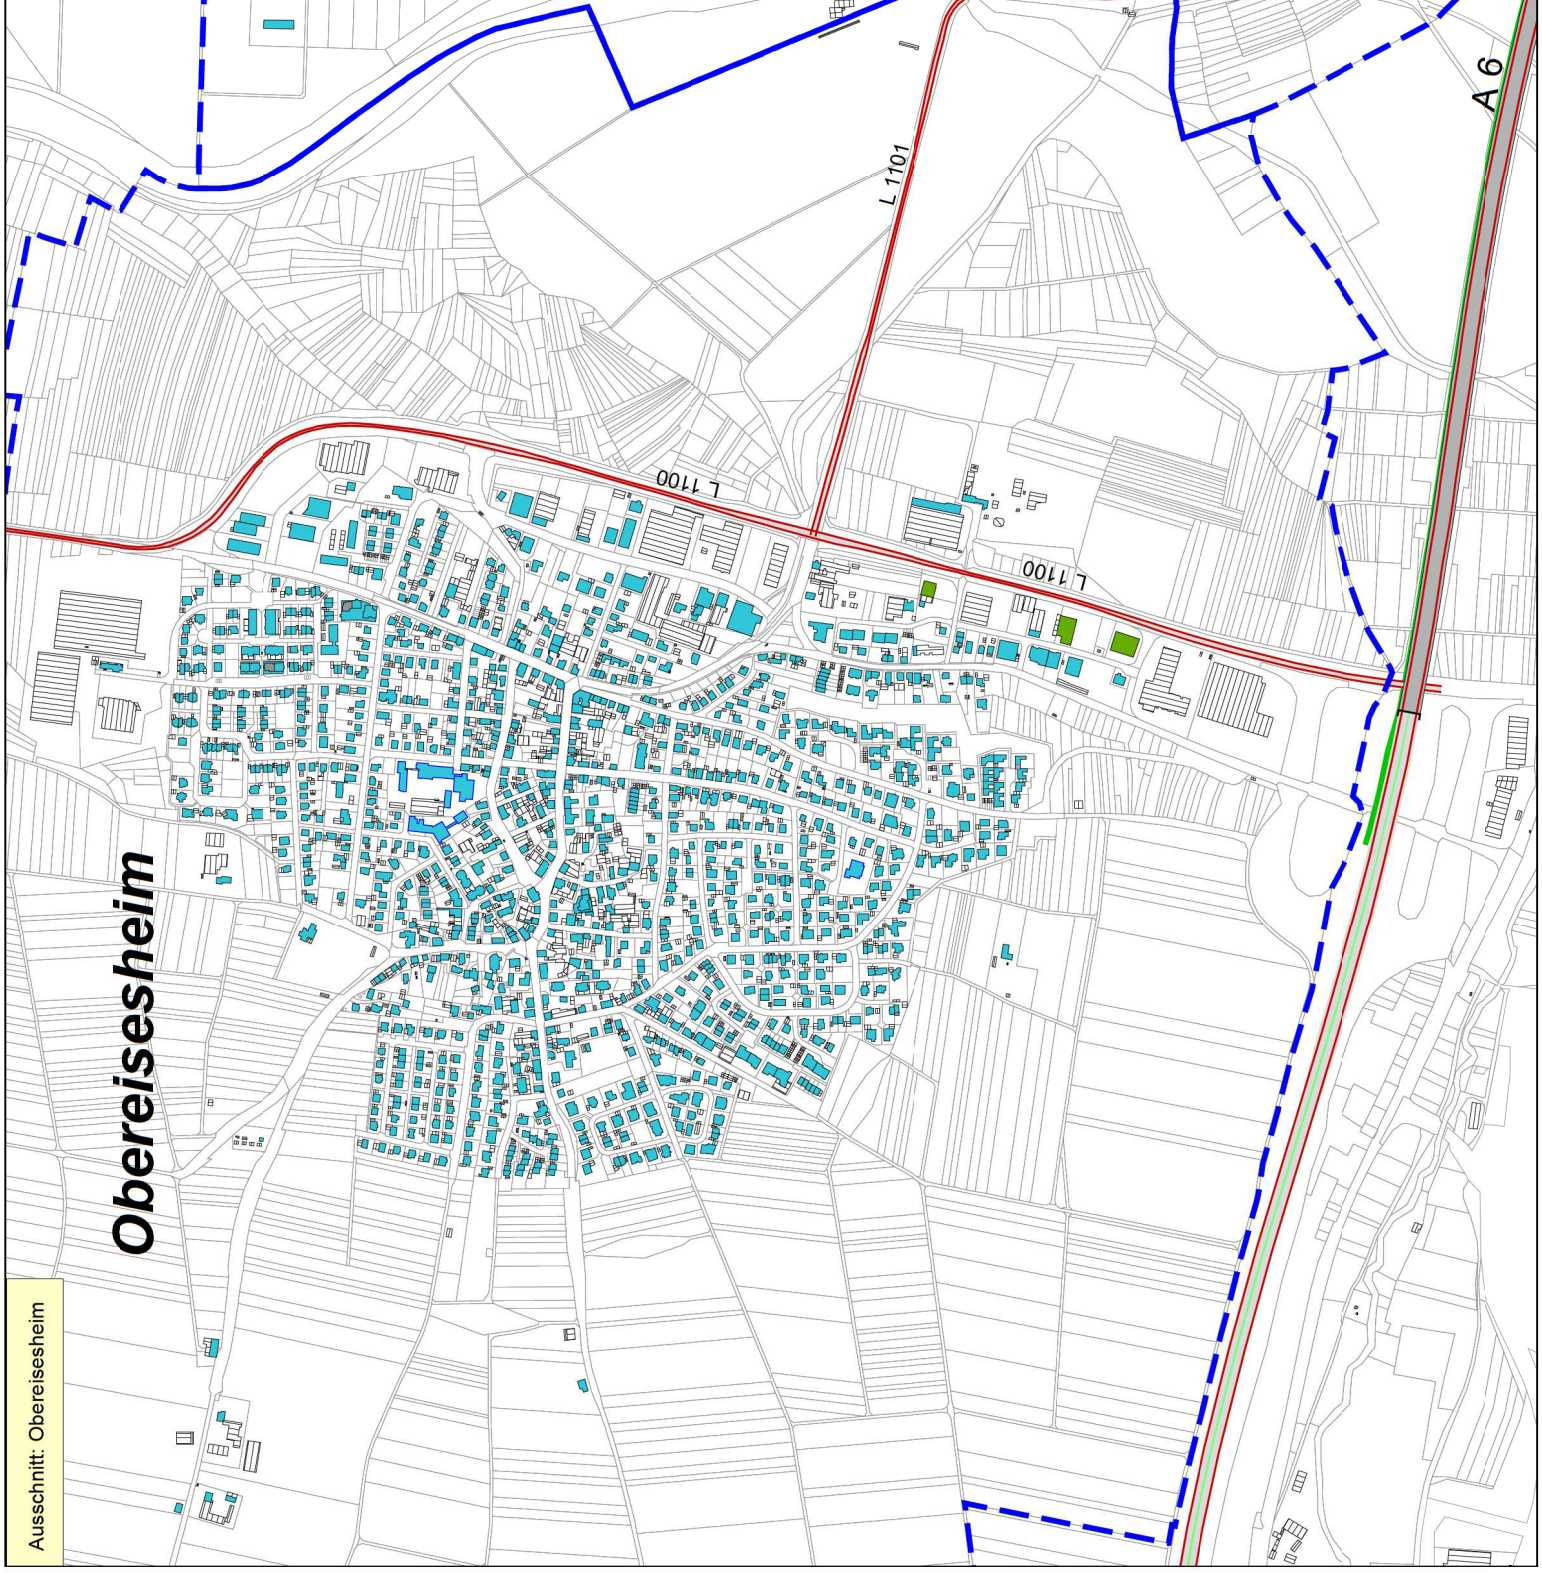 Ausschnitt: Obereisesheim
Obereisesheim
L 1100
L 1101
L 1100
A 6